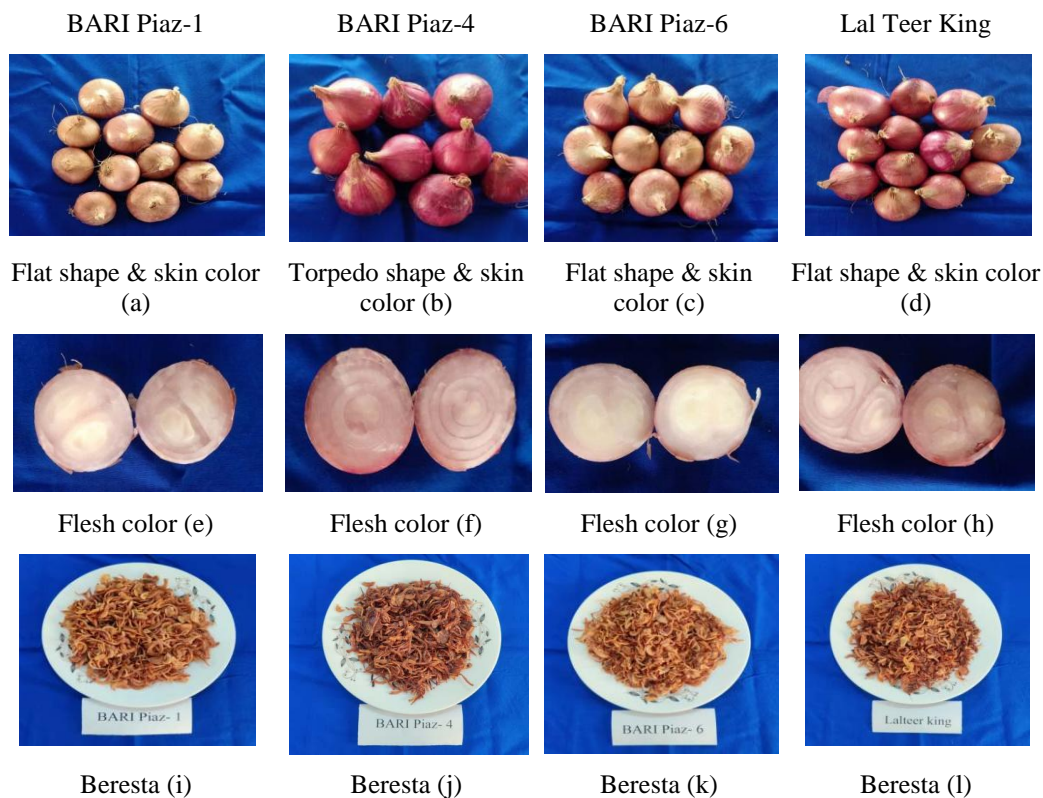 BARI Piaz-1 BARI Piaz-4 BARI Piaz-6 Lal Teer King
Flat shape & skin color (a) Torpedo shape & skin color (b) Flat shape & skin color (c) Flat shape & skin color (d)
Flesh color (e) Flesh color (f) Flesh color (g) Flesh color (h)
BARI Piaz- 1 BARI Piaz- 4 BARI Piaz- 6 Lalteer king
Beresta (i) Beresta (j) Beresta (k) Beresta (l)